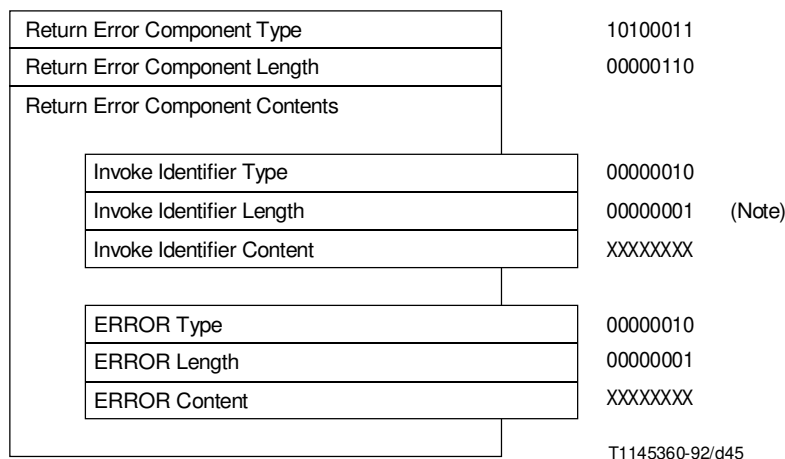 Return Error Component Type 10100011
Return Error Component Length 00000110
Return Error Component Contents
Invoke Identifier Type 00000010
Invoke Identifier Length 00000001 (Note)
Invoke Identifier Content XXXXXXXX
ERROR Type 00000010
ERROR Length 00000001
ERROR Content XXXXXXXX
T1145360-92/d45